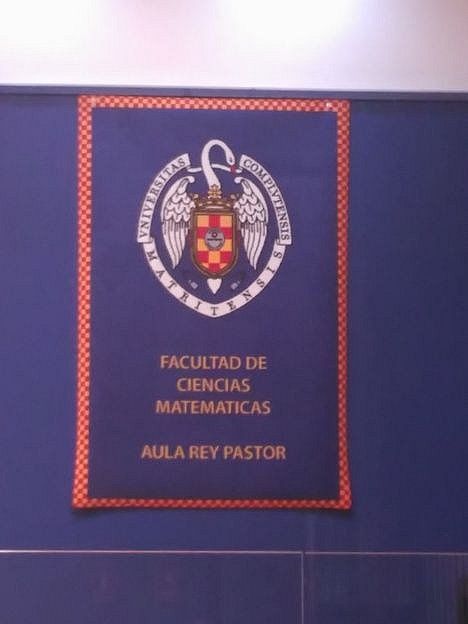 VNIVERSITAS COMPLVTENSIS
MATRITENSIS
FACULTAD DE
CIENCIAS
MATEMATICAS
AULA REY PASTOR